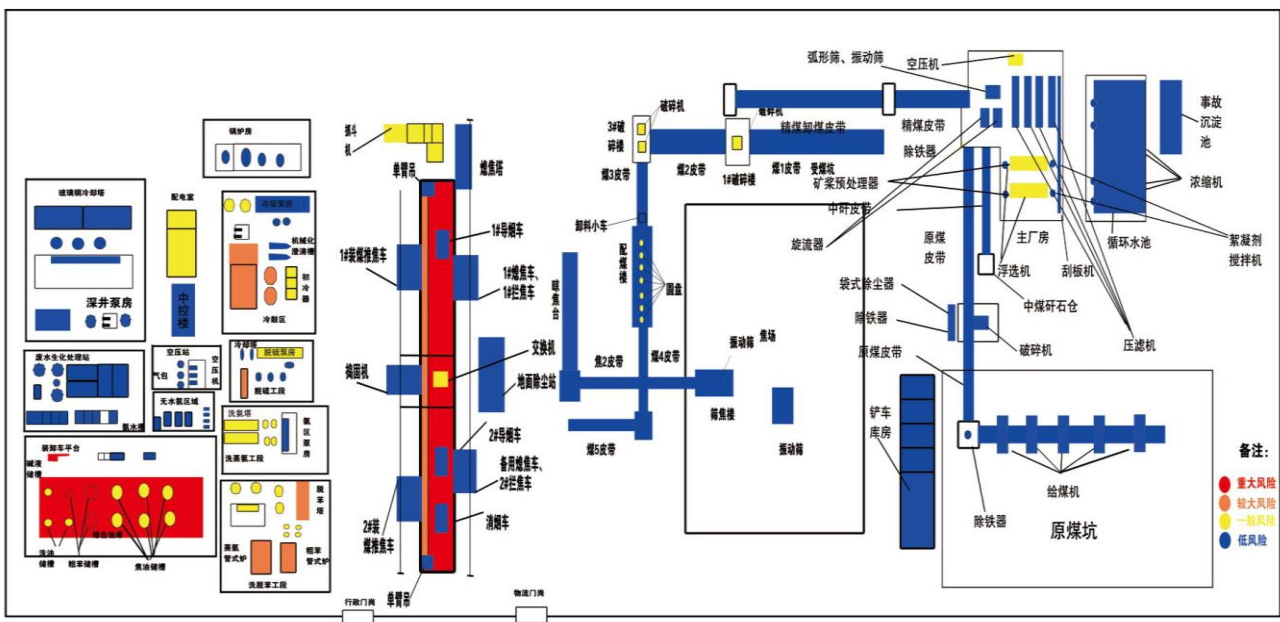 弧形筛、振动筛
空压机
破碎机
3#破
碎楼
破碎机
精煤卸煤皮带
精煤皮带
事故
沉淀
池
煤3皮带
煤2皮带
1#破碎楼
煤1皮带
受煤坑
除铁器
矿浆预处理器
中矸皮带
旋流器
原煤
皮带
主厂房
浮选机
刮板机
循环水池
浓缩机
絮凝剂
搅拌机
中煤矸石仓
袋式除尘器
除铁器
原煤皮带
破碎机
压滤机
锅炉房
抓斗
机
单臂吊
熄焦塔
玻璃钢冷却塔
配电室
冷凝泵房
机械化
澄清槽
初
冷
器
冷鼓区
深井泵房
中控楼
1#装煤推焦车
1#导烟车
1#熄焦车、
1#拦焦车
卸料小车
配煤楼
圆盘
晾焦台
焦2皮带
煤4皮带
振动筛
焦场
筛焦楼
振动筛
煤5皮带
废水生化处理站
氨水槽
空压站
气包
空压机
冷却塔
脱硫泵房
脱硫工段
无水氨区域
捣固机
交换机
地面除尘站
洗氨塔
氨区泵房
洗蒸氨工段
2#导烟车
备用熄焦车、
2#拦焦车
消烟车
2#装
煤推焦车
单臂吊
装卸车平台
碱液
储槽
洗油
储槽
粗苯储槽
焦油储槽
脱苯塔
蒸氨
管式炉
粗苯
管式炉
洗脱苯工段
行政门岗
物流门岗
铲车
库房
除铁器
给煤机
原煤坑
备注：
重大风险
较大风险
一般风险
低风险